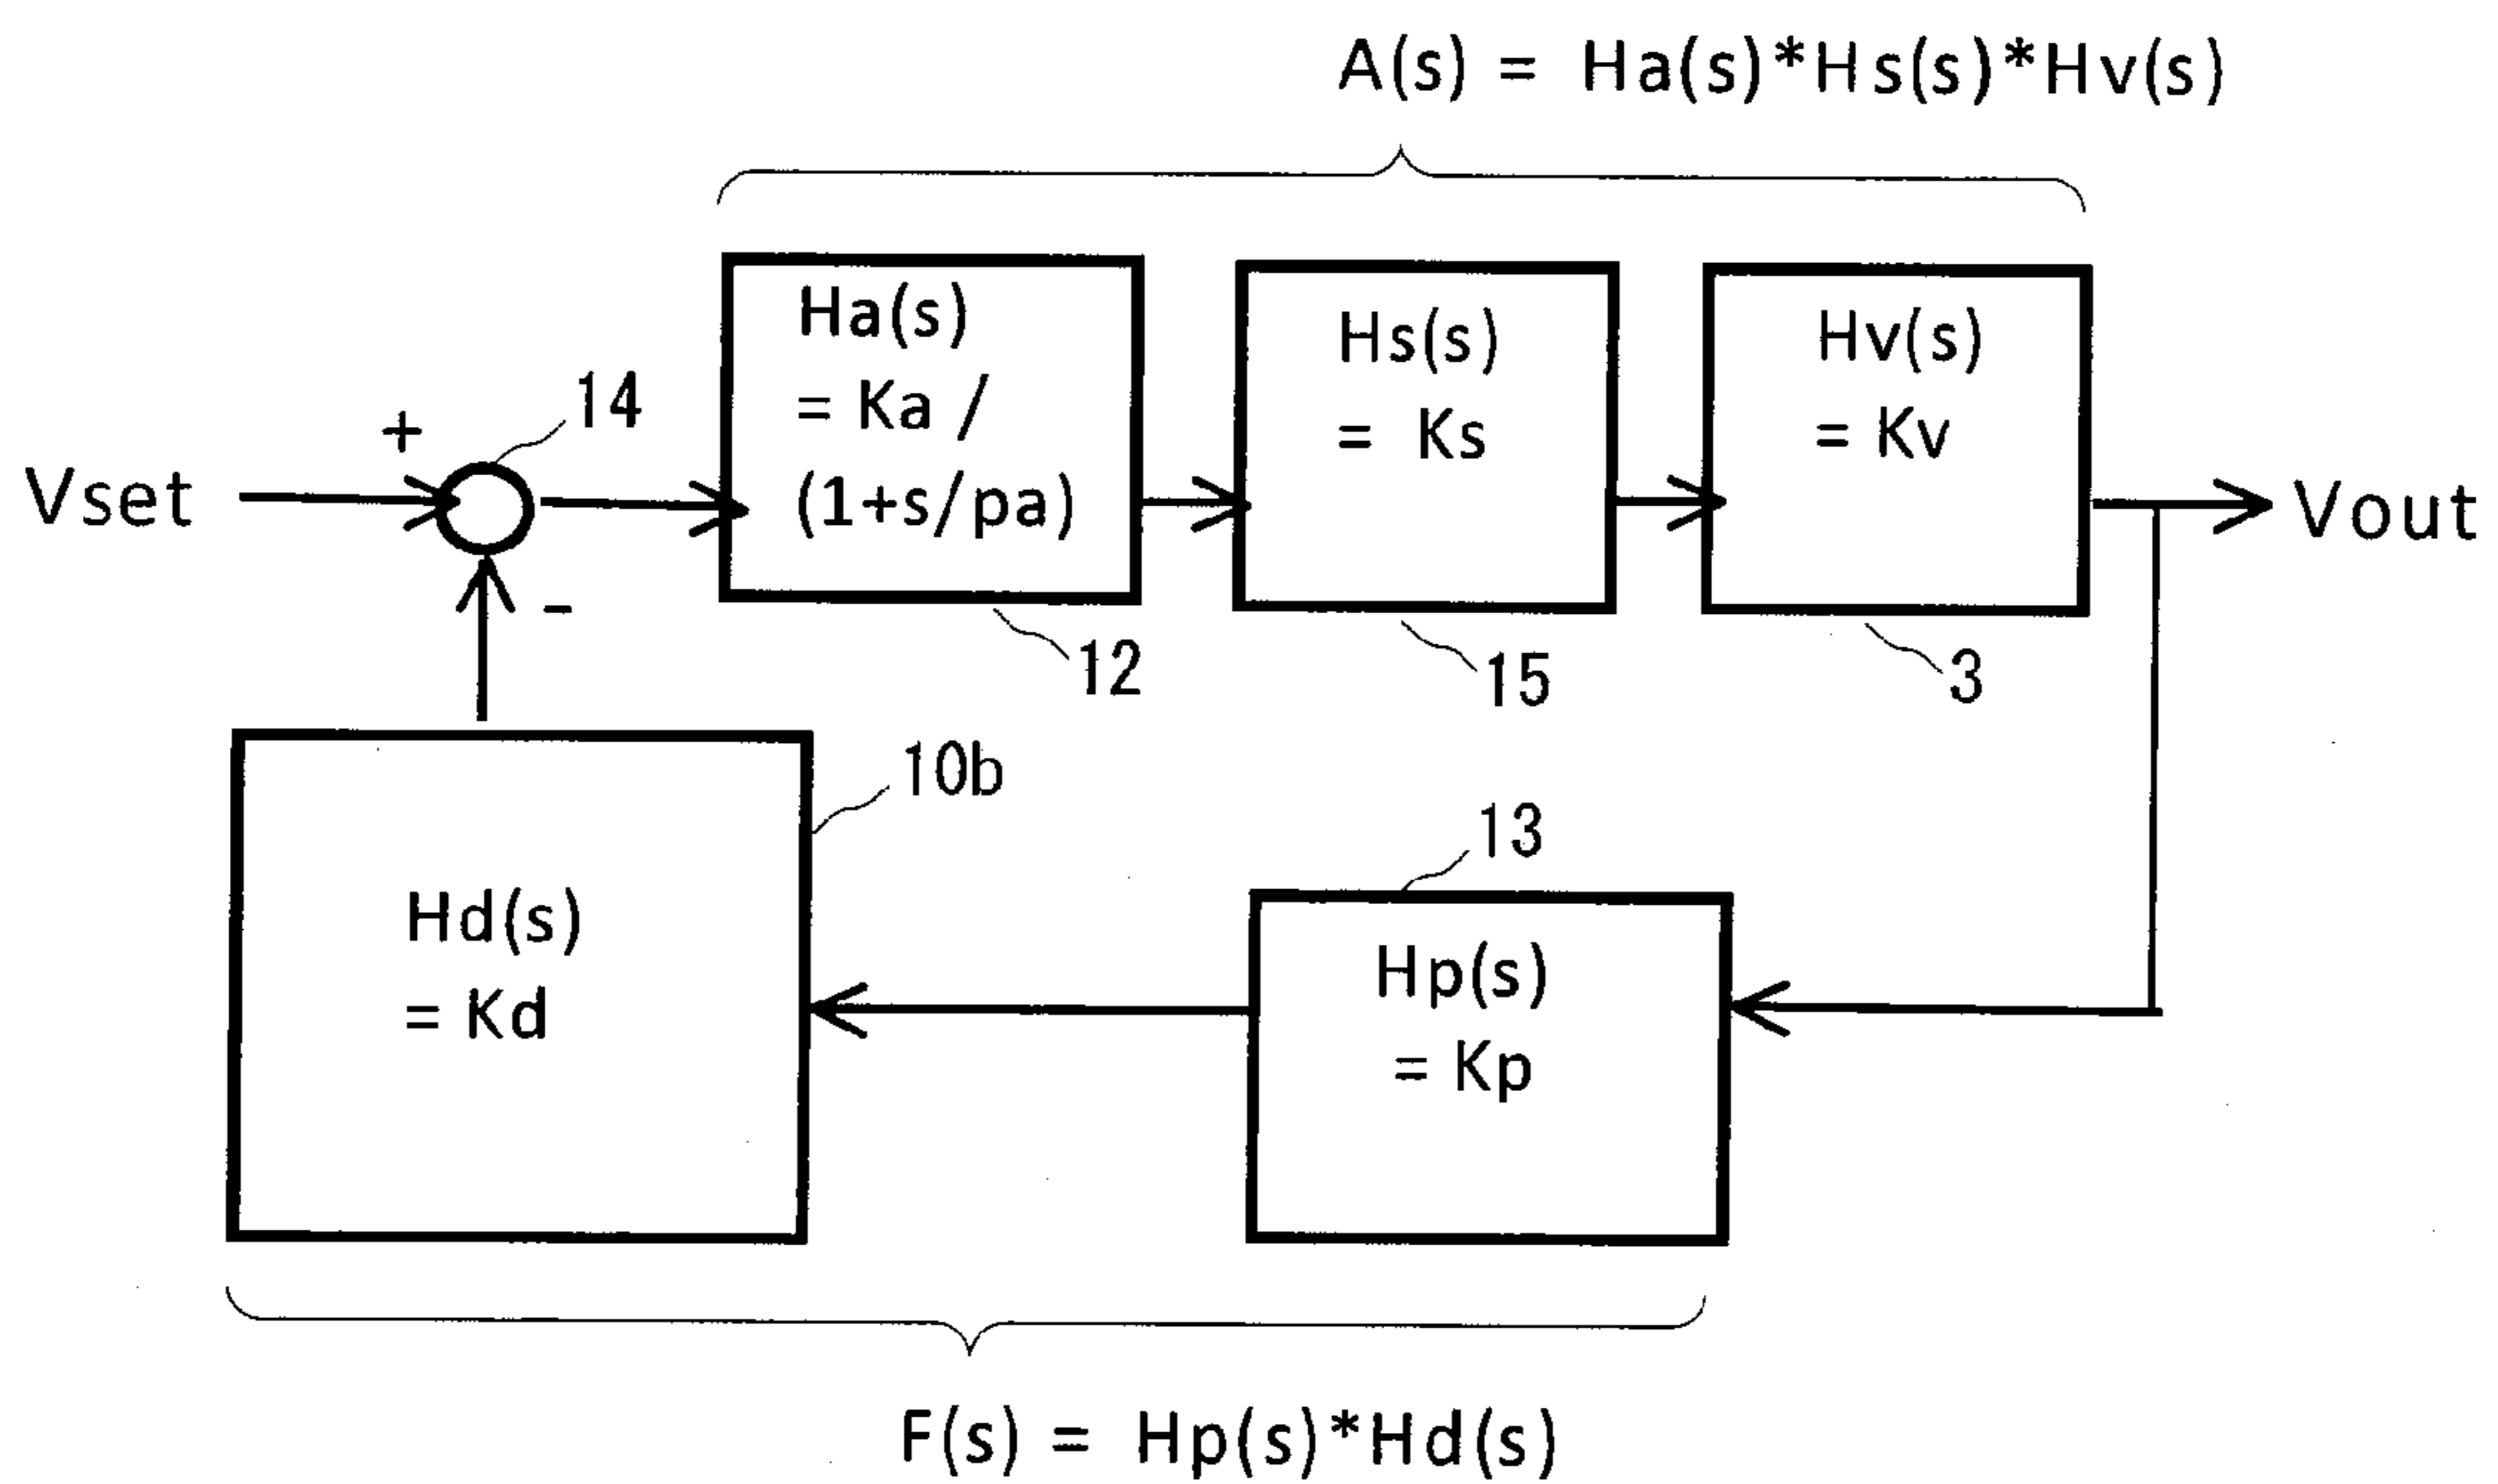 A(s) = Ha(s)*Hs(s)*Hv(s)
Ha(s)
= Ka /
(1+s/pa)
Hs(s)
= Ks
Hv(s)
= Kv
14
+
Vset
Vout
-
12
15
3
10b
13
Hd(s)
= Kd
Hp(s)
= Kp
F(s) = Hp(s)*Hd(s)